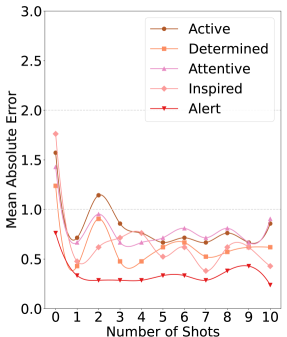 3.0
2.5
2.0
1.5
1.0
0.5
0.0
Mean Absolute Error
Active
Determined
Attentive
Inspired
Alert
0 1 2 3 4 5 6 7 8 9 10
Number of Shots